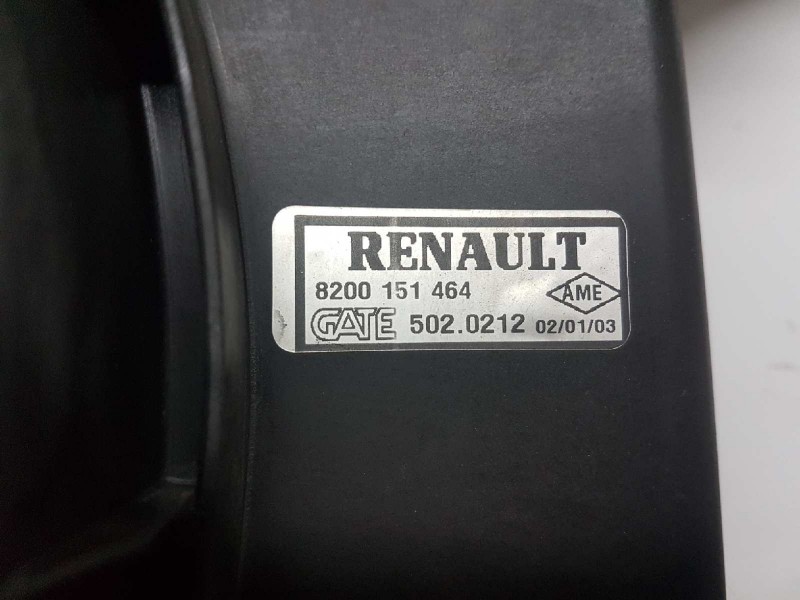 RENAULT
8200 151 464 AME
GATE 502.0212 02/01/03